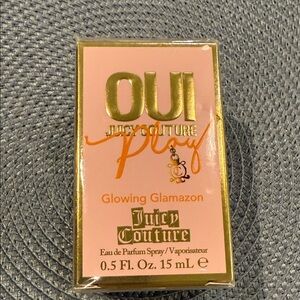 OUI
JUICY COUTURE
Play
Glowing Glamazon
Juicy
Couture
Eau de Parfum Spray / Vaporisateur
0.5 Fl. Oz. 15 mL ℮